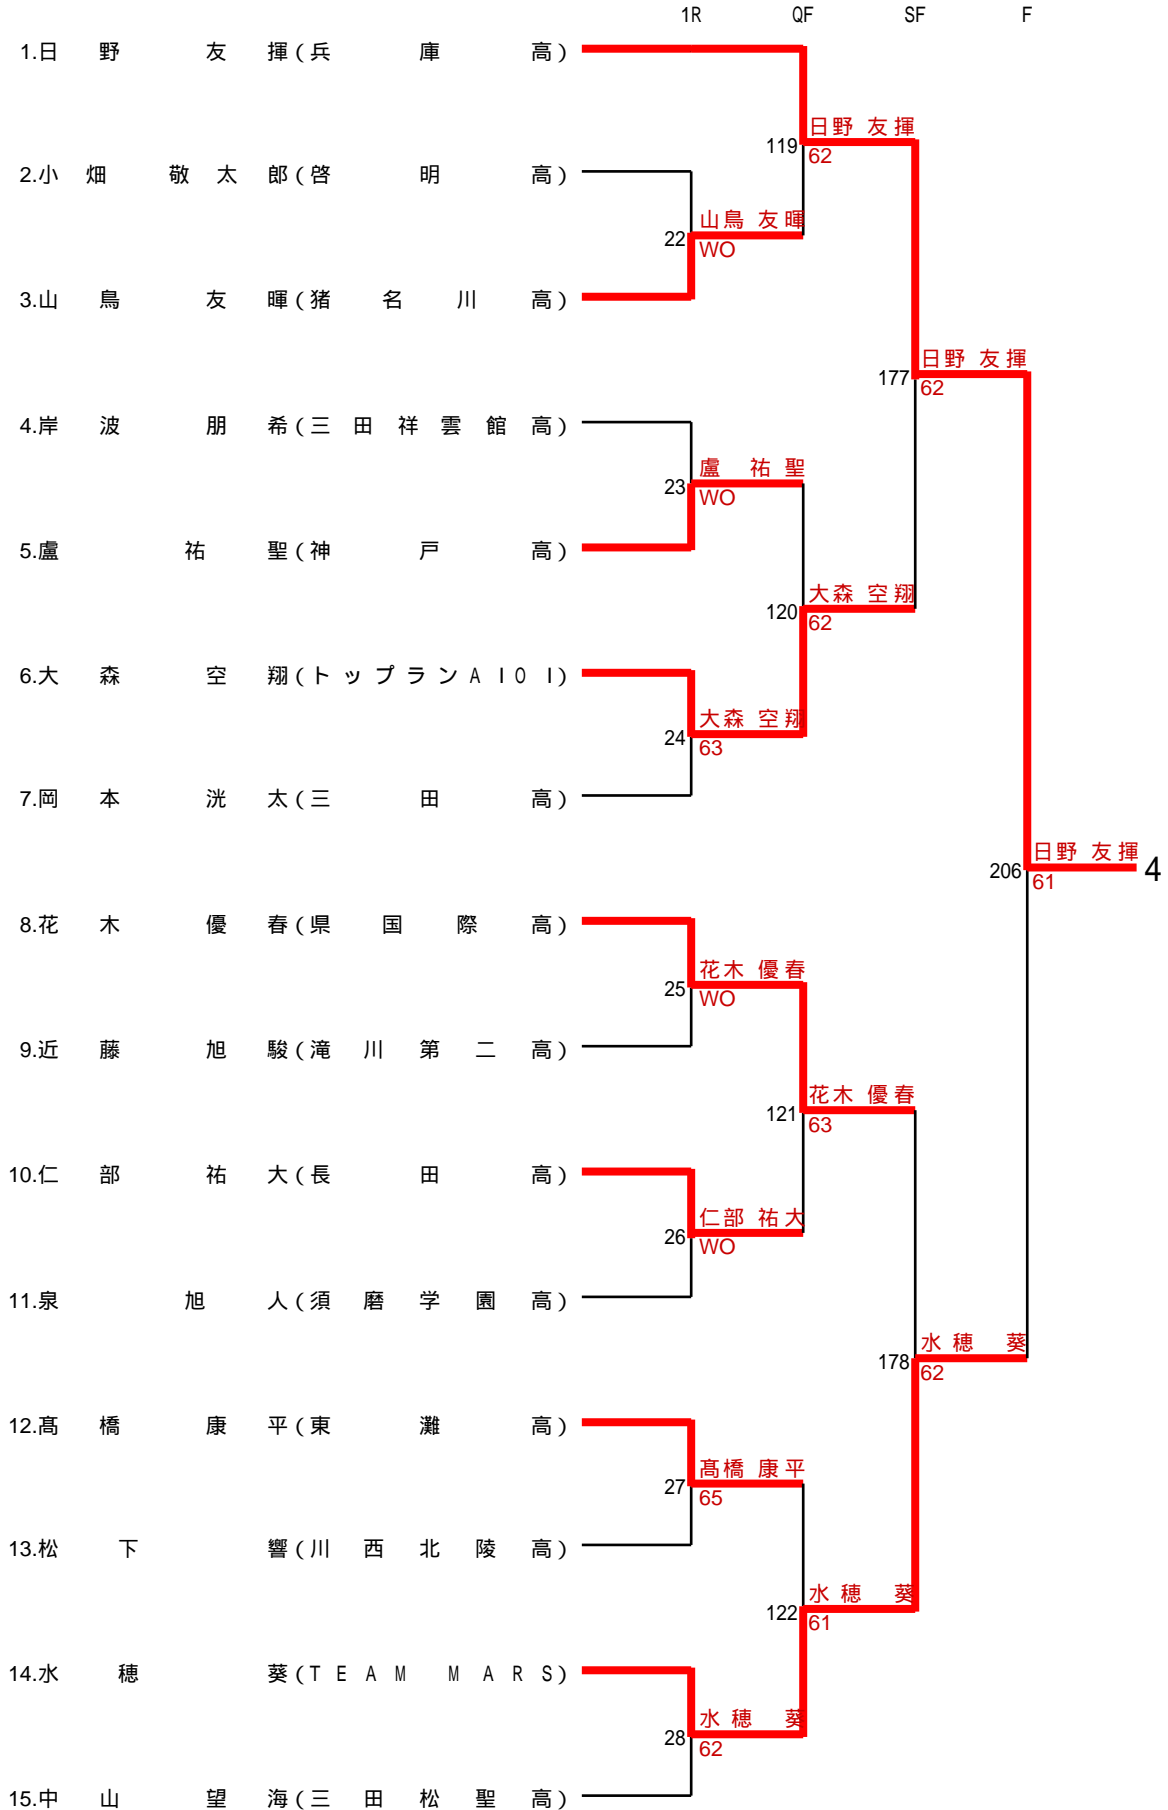 1R QF SF F
1.日野 友揮(兵庫高)
日野 友揮
119 62
2.小畑 敬太郎(啓明高)
山鳥 友暉
22 WO
3.山鳥 友暉(猪名川高)
日野 友揮
177 62
4.岸波 朋希(三田祥雲館高)
盧 祐聖
23 WO
5.盧 祐聖(神戸高)
大森 空翔
120 62
6.大森 空翔(トップランAIOI)
大森 空翔
24 63
7.岡本 洸太(三田高)
日野 友揮 4
206 61
8.花木 優春(県国際高)
花木 優春
25 WO
9.近藤 旭駿(滝川第二高)
花木 優春
121 63
10.仁部 祐大(長田高)
仁部 祐大
26 WO
11.泉 旭人(須磨学園高)
水穂 葵
178 62
12.髙橋 康平(東灘高)
髙橋 康平
27 65
13.松下 響(川西北陵高)
水穂 葵
122 61
14.水穂 葵(TEAM MARS)
水穂 葵
28 62
15.中山 望海(三田松聖高)